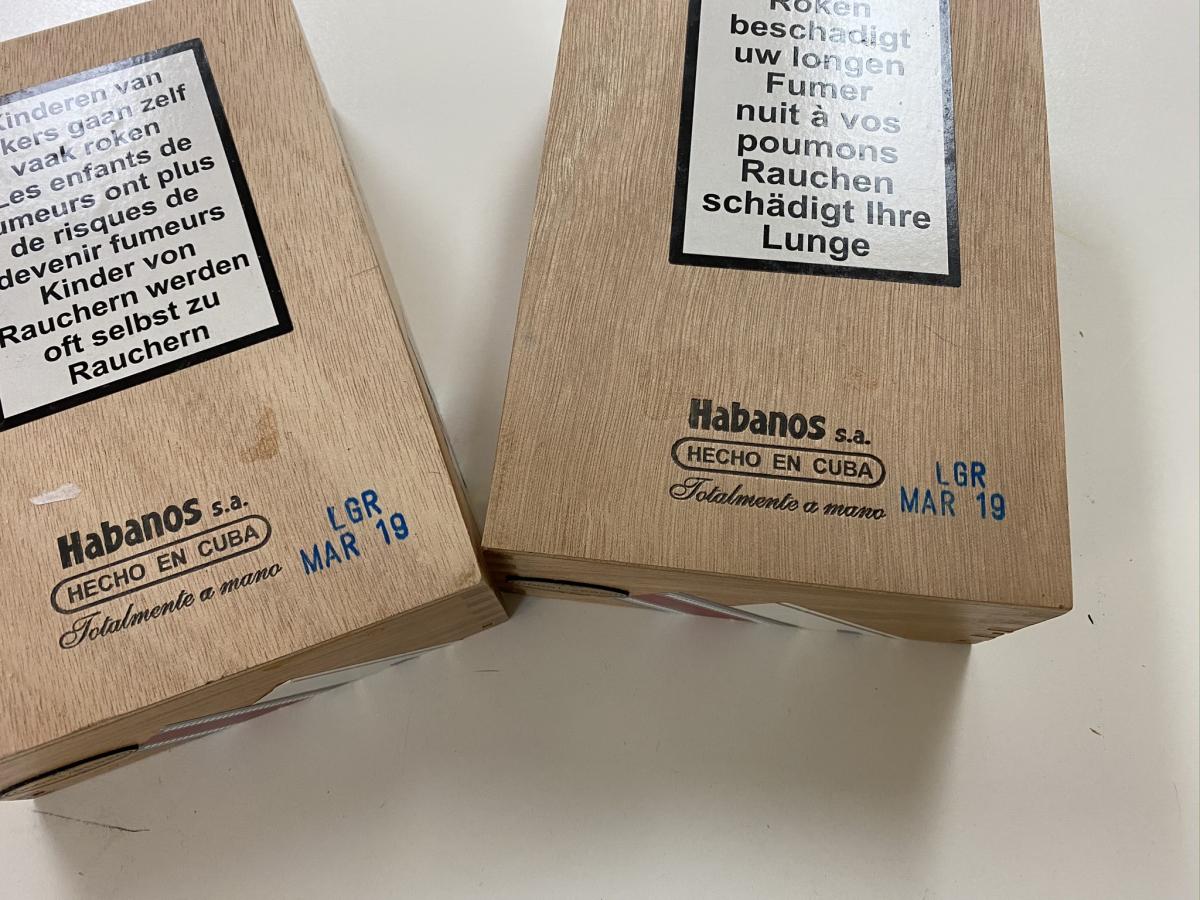 Kinderen van
kers gaan zelf
vaak roken
Les enfants de
umeurs ont plus
de risques de
devenir fumeurs
Kinder von
Rauchern werden
oft selbst zu
Rauchern
Habanos s.a.
HECHO EN CUBA
Totalmente a mano
LGR
MAR 19
Roken
beschadigt
uw longen
Fumer
nuit à vos
poumons
Rauchen
schädigt Ihre
Lunge
Habanos s.a.
HECHO EN CUBA
Totalmente a mano
LGR
MAR 19